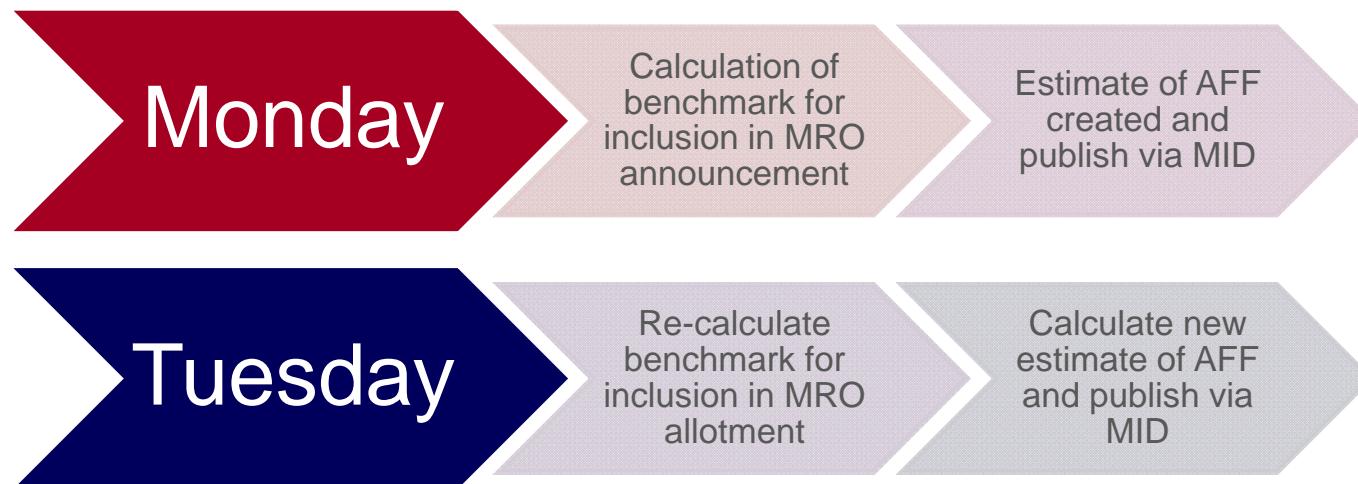 Monday
Calculation of
benchmark for
inclusion in MRO
announcement
Estimate of AFF
created and
publish via MID
Tuesday
Re-calculate
benchmark for
inclusion in MRO
allotment
Calculate new
estimate of AFF
and publish via
MID